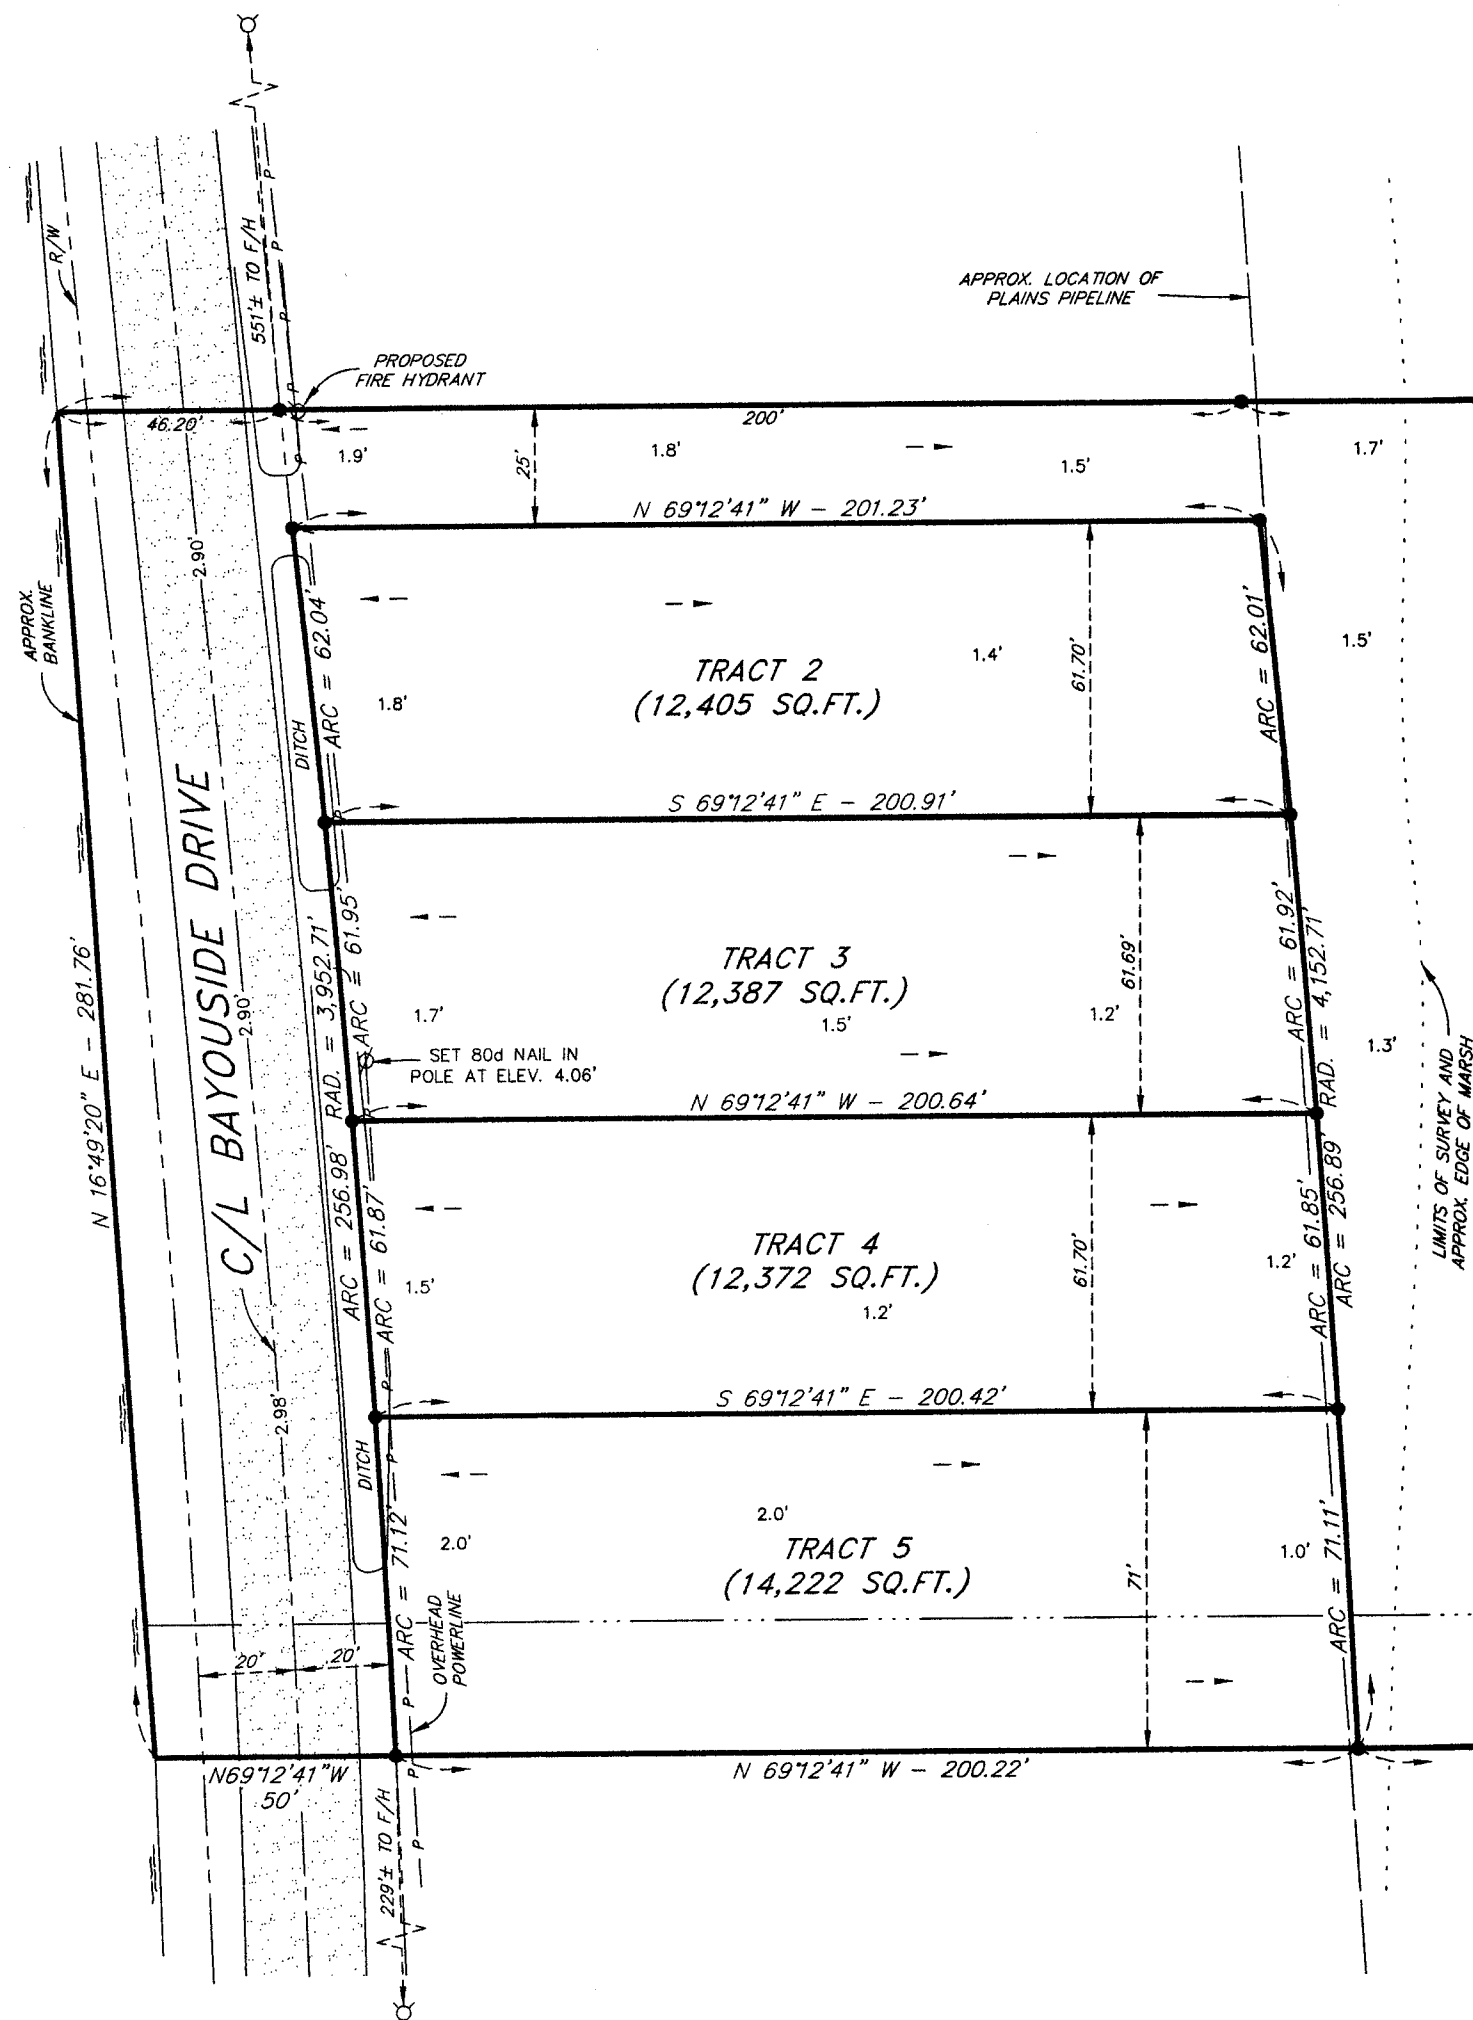 R/W
551'± TO F/H
APPROX. LOCATION OF
PLAINS PIPELINE
PROPOSED
FIRE HYDRANT
46.20'
200'
1.9'
1.8'
1.5'
1.7'
25'
N 69°12'41" W - 201.23'
2.90'
APPROX.
BANKLINE
ARC = 62.04'
DITCH
1.8'
TRACT 2
(12,405 SQ.FT.)
1.4'
61.70'
ARC = 62.01'
1.5'
S 69°12'41" E - 200.91'
N 16°49'20" E - 281.76'
C/L BAYOUSIDE DRIVE
2.90'
RAD. = 3,952.71'
ARC = 61.95'
TRACT 3
(12,387 SQ.FT.)
1.7'
1.5'
1.2'
61.69'
ARC = 61.92'
RAD. = 4,152.71'
1.3'
SET 80d NAIL IN
POLE AT ELEV. 4.06'
LIMITS OF SURVEY AND
APPROX. EDGE OF MARSH
N 69°12'41" W - 200.64'
ARC = 256.98'
ARC = 61.87'
TRACT 4
(12,372 SQ.FT.)
1.5'
1.2'
61.70'
1.2'
ARC = 61.85'
ARC = 256.89'
2.98'
S 69°12'41" E - 200.42'
DITCH
ARC = 71.12'
2.0'
2.0'
TRACT 5
(14,222 SQ.FT.)
71'
1.0'
ARC = 71.11'
OVERHEAD
POWERLINE
20'
20'
N69°12'41"W
50'
N 69°12'41" W - 200.22'
229'± TO F/H
P
P
P
P
P
P
P
P
P
P
P
P
P